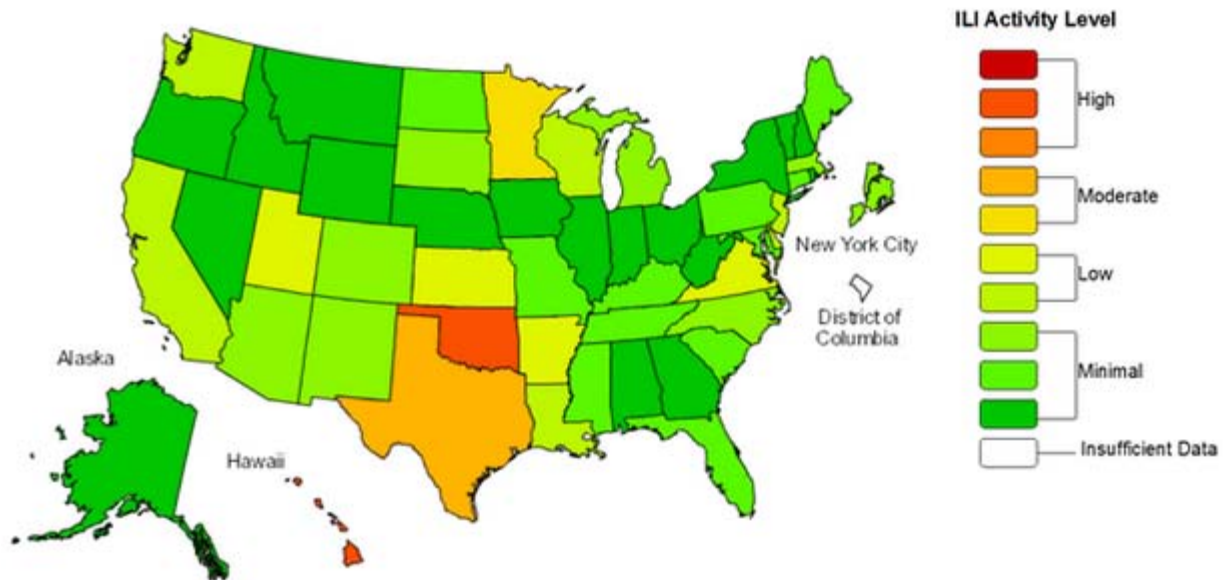 ILI Activity Level
High
Moderate
New York City
Low
District of
Columbia
Alaska
Minimal
Hawaii
Insufficient Data